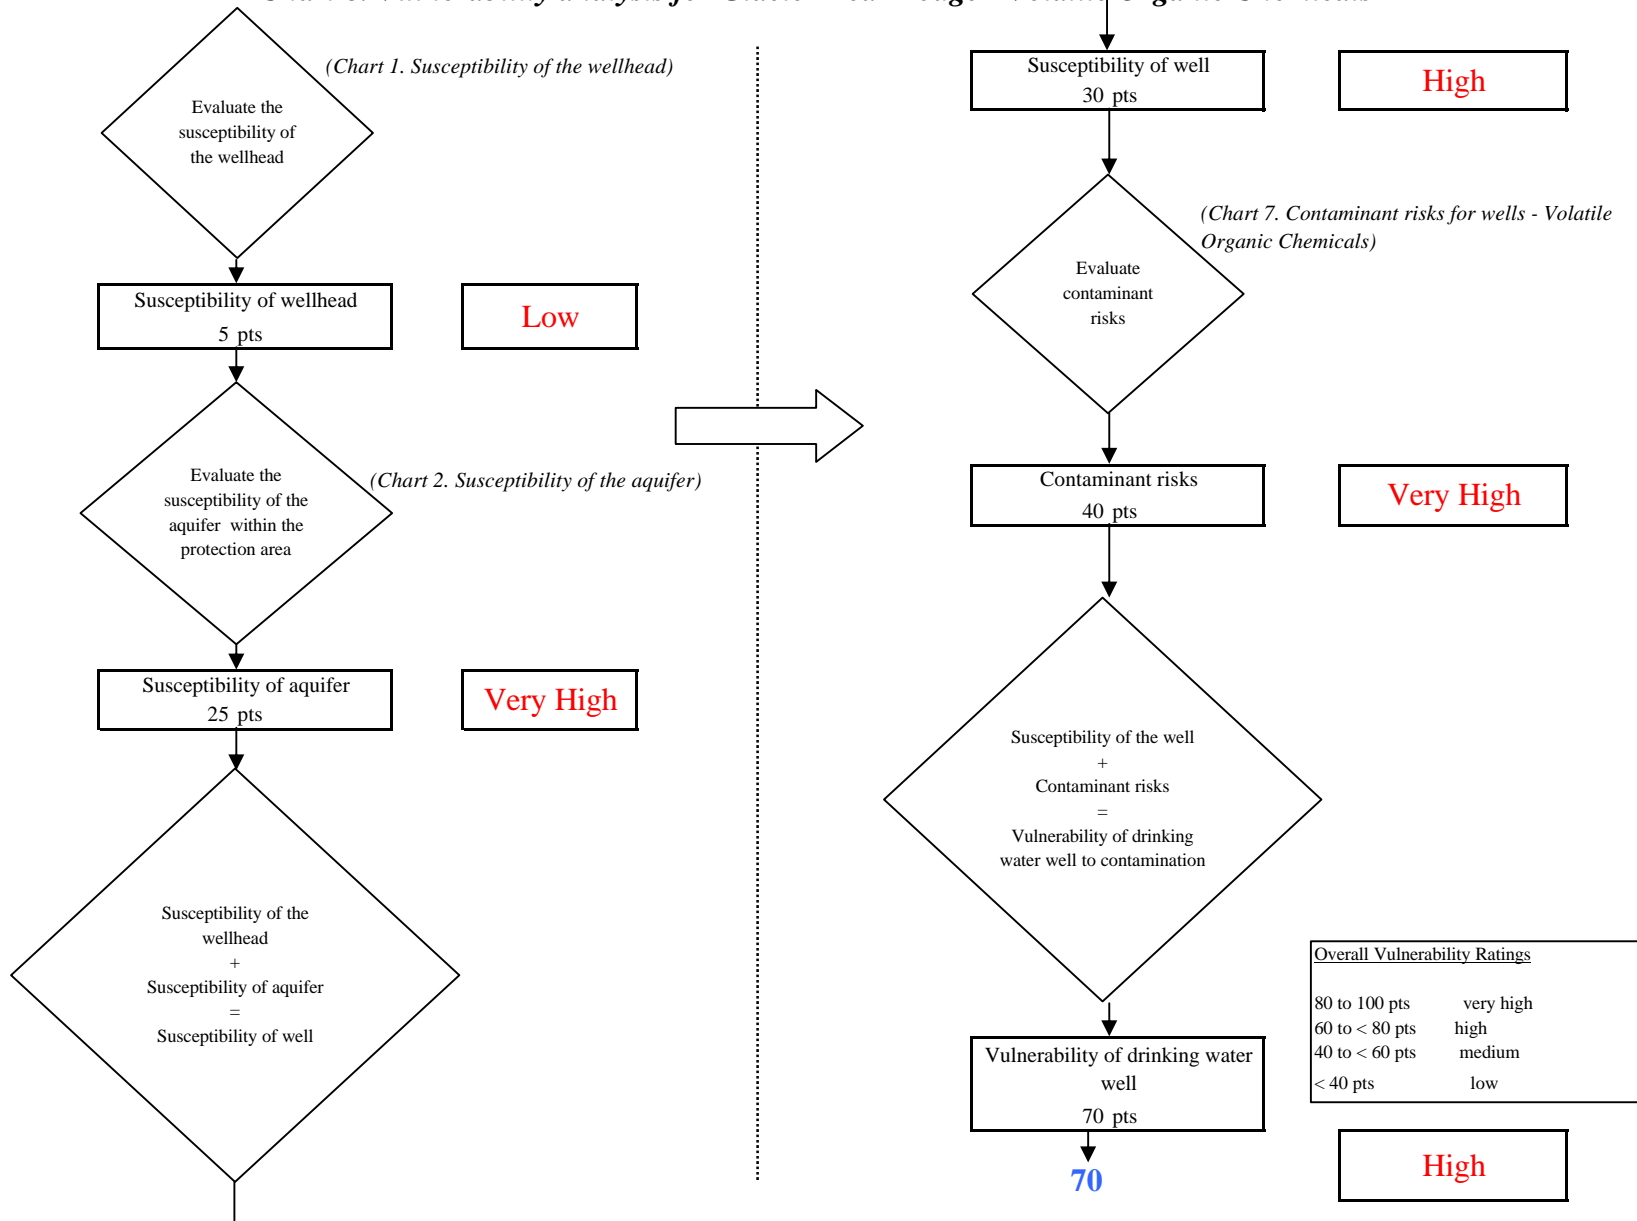 (Chart 1. Susceptibility of the wellhead)
Evaluate the
susceptibility of
the wellhead
Susceptibility of wellhead
5 pts
Low
Evaluate the
susceptibility of the
aquifer within the
protection area
(Chart 2. Susceptibility of the aquifer)
Susceptibility of aquifer
25 pts
Very High
Susceptibility of the
wellhead
+
Susceptibility of aquifer
=
Susceptibility of well
Susceptibility of well
30 pts
High
(Chart 7. Contaminant risks for wells - Volatile
Organic Chemicals)
Evaluate
contaminant
risks
Contaminant risks
40 pts
Very High
Susceptibility of the well
+
Contaminant risks
=
Vulnerability of drinking
water well to contamination
Overall Vulnerability Ratings
80 to 100 pts very high
60 to < 80 pts high
40 to < 60 pts medium
< 40 pts low
Vulnerability of drinking water
well
70 pts
70
High